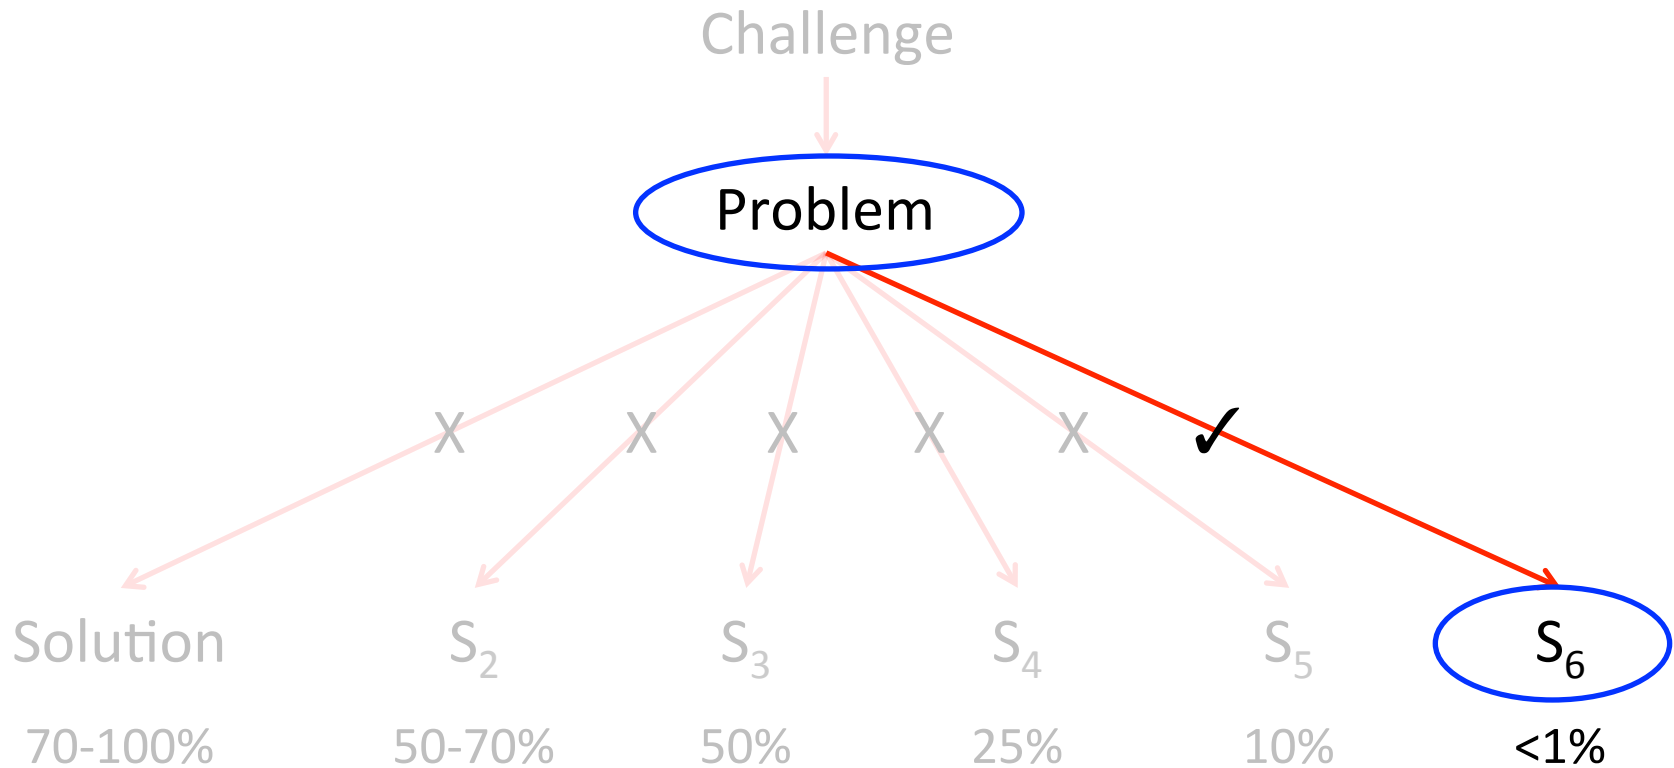 Challenge
Problem
X X X X X ✓
Solution S₂ S₃ S₄ S₅ S₆
70-100% 50-70% 50% 25% 10% <1%